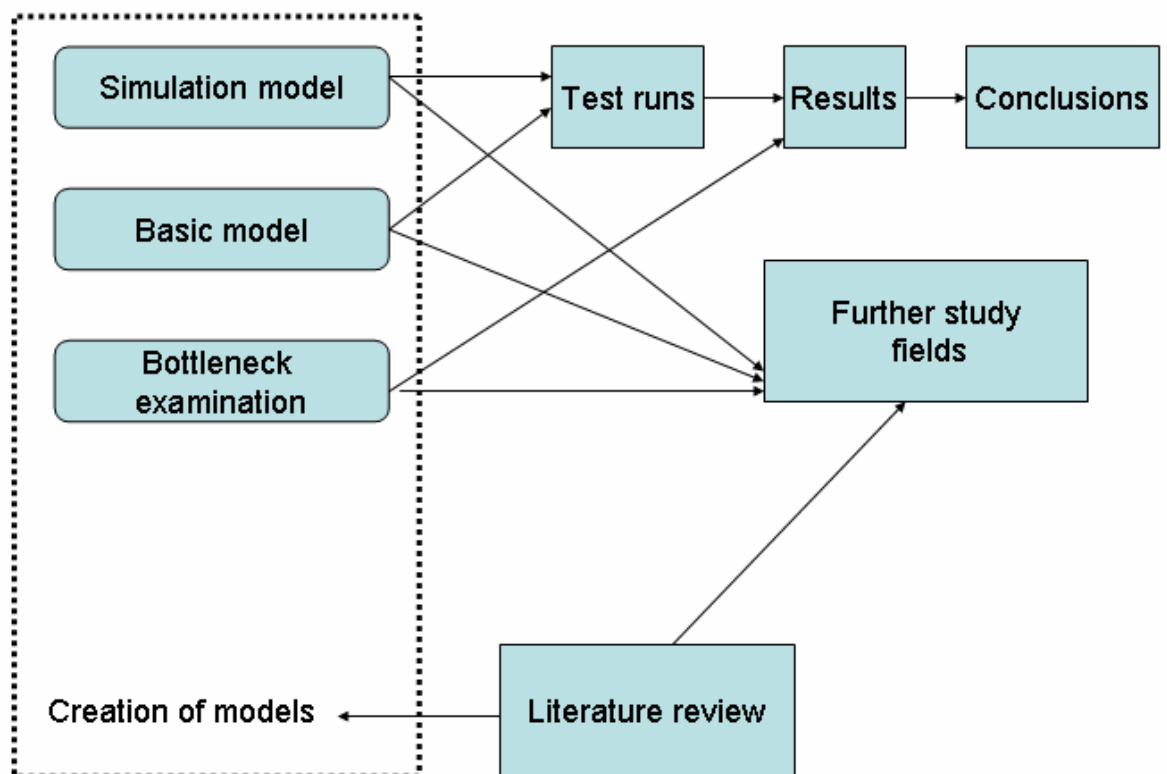 Simulation model
Test runs
Results
Conclusions
Basic model
Further study
fields
Bottleneck
examination
Creation of models
Literature review